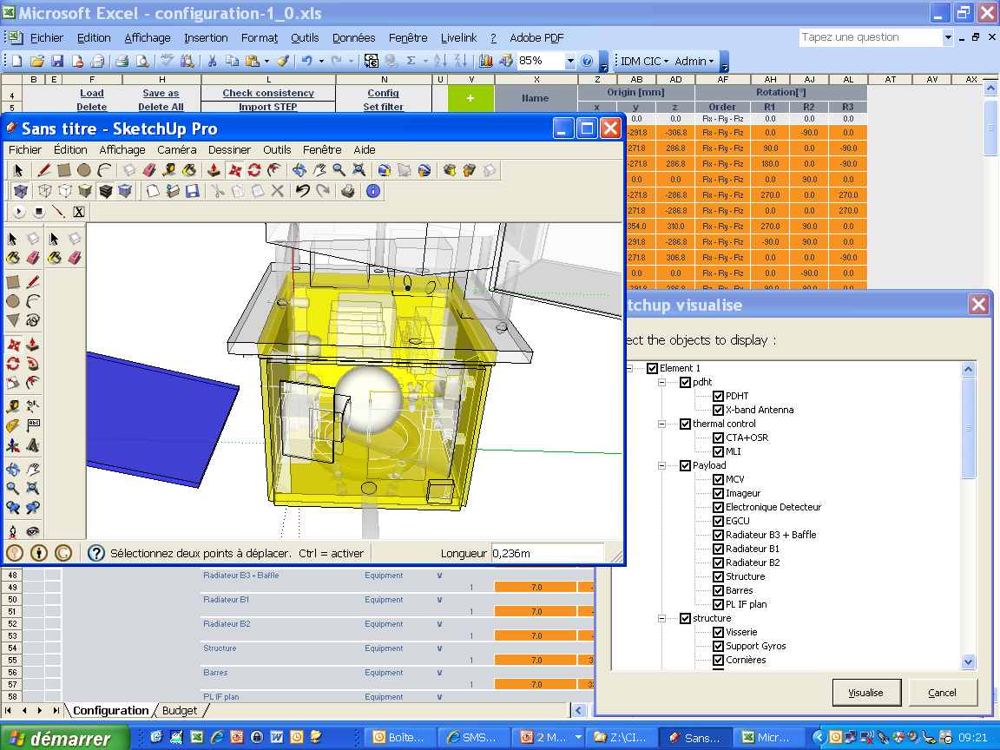 Microsoft Excel - configuration-1_0.xls
Fichier Edition Affichage Insertion Format Outils Données Fenêtre Livelink ? Adobe PDF Tapez une question
85% IDM CIC Admin
B E F H L N U V X Z AB AD AF AH AJ AL AT AV AX
4 Load Save as Check consistency Config + Name Origin [mm] Rotation[°]
5 Delete Delete All Import STEP Set filter x y z Order R1 R2 R3
0.0 0.0 Rx - Ry - Rz 0.0 0.0 0.0
-291.8 -306.8 Rx - Ry - Rz 0.0 -90.0 0.0
271.8 286.8 Rx - Ry - Rz 90.0 0.0 -90.0
-271.8 286.8 Rx - Ry - Rz 180.0 0.0 -90.0
0.0 0.0 Rx - Ry - Rz 0.0 90.0 0.0
-271.8 -286.8 Rx - Ry - Rz 270.0 0.0 270.0
271.8 -286.8 Rx - Ry - Rz 0.0 0.0 270.0
354.0 310.0 Rx - Ry - Rz 270.0 90.0 0.0
291.8 -286.8 Rx - Ry - Rz -90.0 90.0 0.0
271.8 306.8 Rx - Ry - Rz 0.0 0.0 -90.0
0.0 0.0 Rx - Ry - Rz 0.0 -90.0 0.0
-291.8 286.8 Rx - Ry - Rz 90.0 90.0 0.0
Sans titre - SketchUp Pro
Fichier Édition Affichage Caméra Dessiner Outils Fenêtre Aide
Sélectionnez deux points à déplacer. Ctrl = activer Longueur 0,236m
tchup visualise
ect the objects to display :
Element 1
pdht
PDHT
X-band Antenna
thermal control
CTA+OSR
MLI
Payload
MCV
Imageur
Electronique Detecteur
EGCU
Radiateur B3 + Baffle
Radiateur B1
Radiateur B2
Structure
Barres
PL IF plan
structure
Visserie
Support Gyros
Cornières
Visualise Cancel
48 Radiateur B3 + Baffle Equipment v
49 1 7.0
50 Radiateur B1 Equipment v
51 1 7.0
52 Radiateur B2 Equipment v
53 1 7.0
54 Structure Equipment v
55 1 7.0
56 Barres Equipment v
57 1 7.0
58 PL IF plan Equipment v
Configuration Budget
démarrer Boîte... SMS... 2 M... Z:\CI... Sans... Micr... 09:21